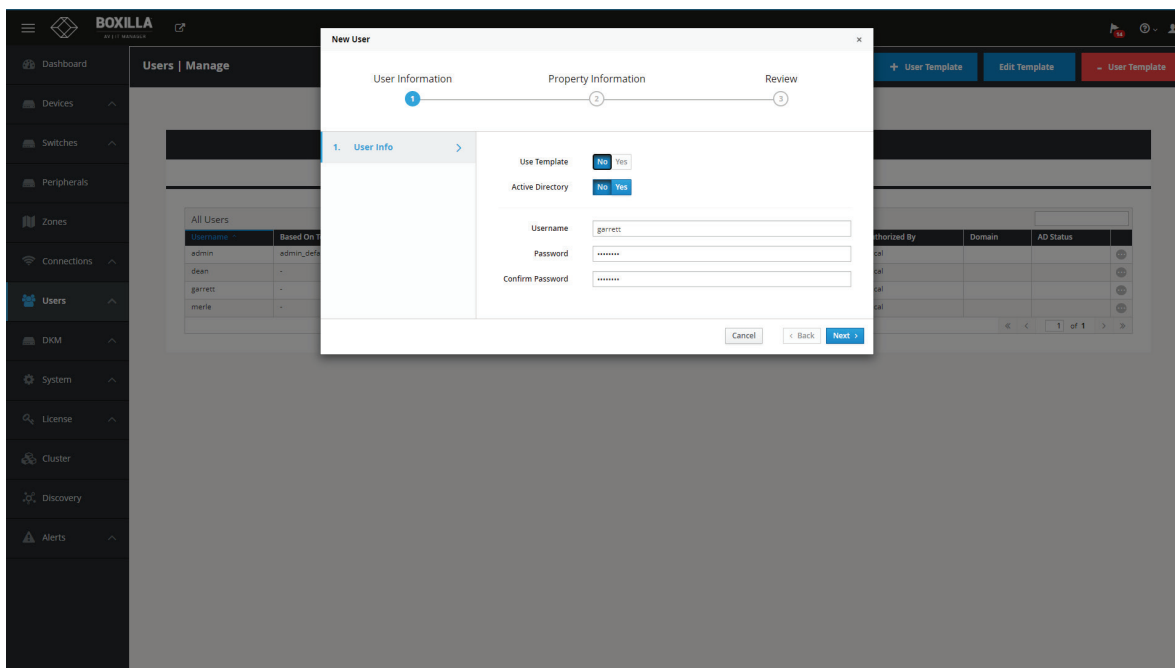 BOXILLA
New User
×
14
Dashboard
Users | Manage
+ User Template
Edit Template
- User Template
User Information
Property Information
Review
1
2
3
Devices
Switches
1. User Info
Use Template
No Yes
Active Directory
No Yes
Peripherals
Zones
All Users
Username
Based On T
Username
garrett
thorized By
Domain
AD Status
admin
admin_defa
Password
••••••••
cal
Connections
dean
-
Confirm Password
••••••••
cal
garrett
-
cal
Users
merle
-
cal
« < 1 of 1 > »
Cancel
< Back
Next >
DKM
System
License
Cluster
Discovery
Alerts